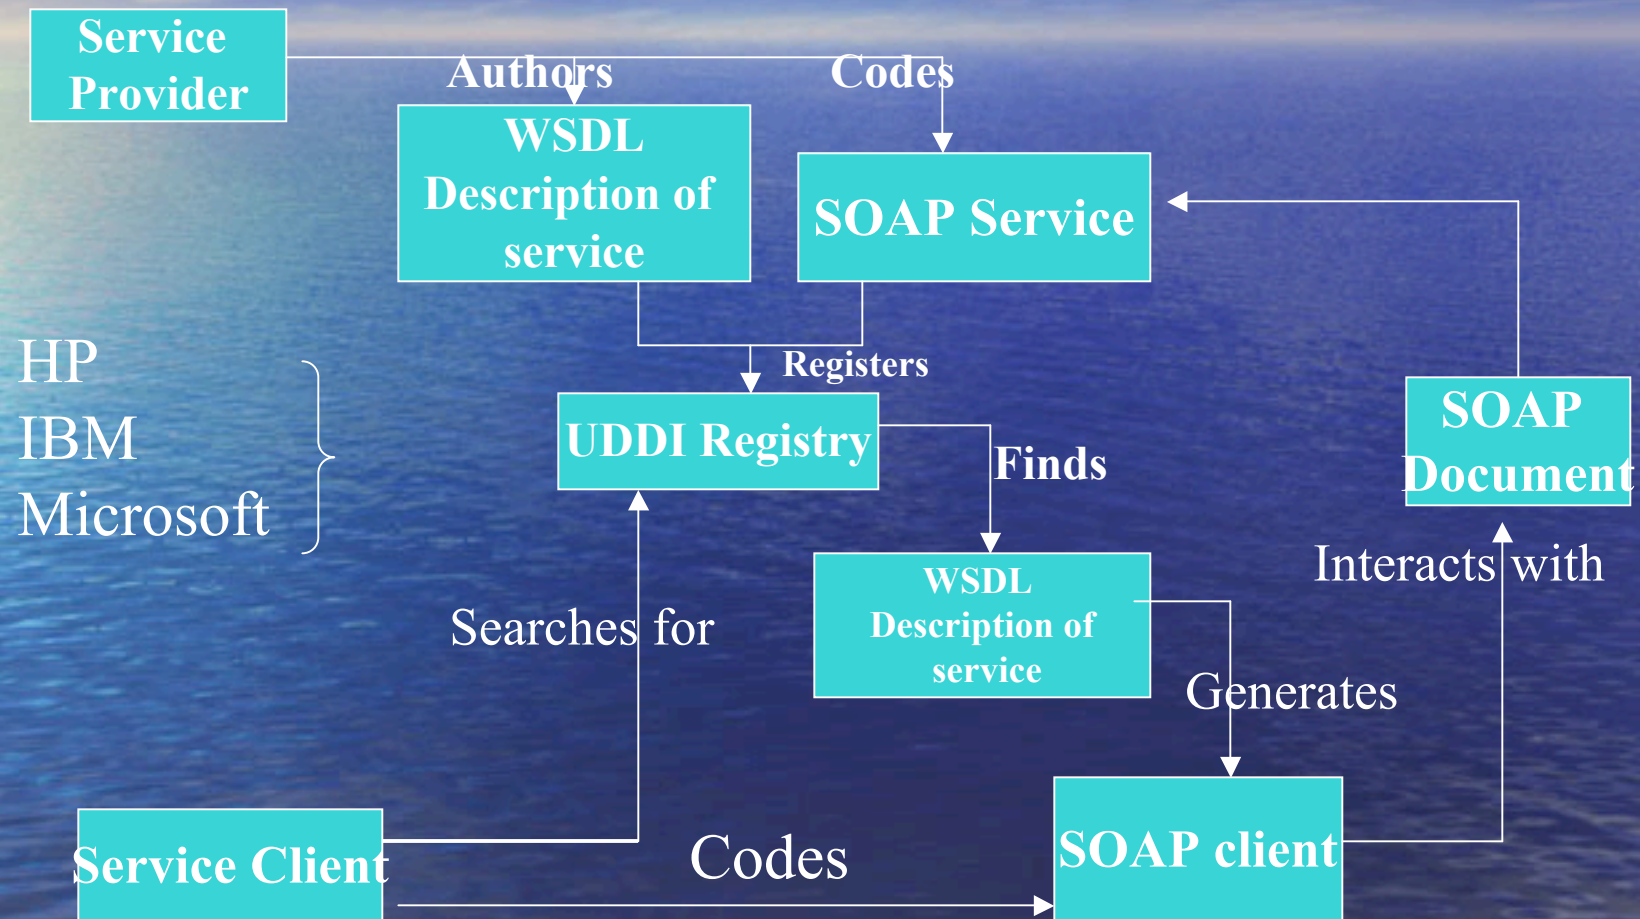 Service
Provider
Authors
Codes
WSDL
Description of
service
SOAP Service
HP
IBM
Microsoft
Registers
UDDI Registry
Finds
SOAP
Document
Interacts with
WSDL
Description of
service
Searches for
Generates
Service Client
Codes
SOAP client